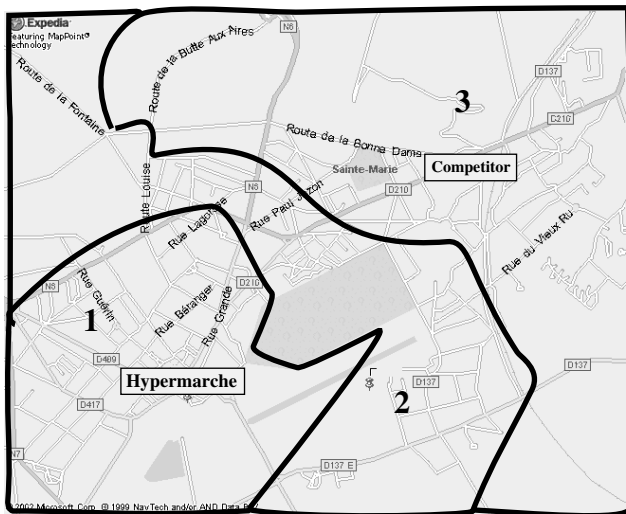 Expedia
Featuring MapPoint®
Technology
N6
Route de la Butte Aux Aires
D137
Route de la Fontaine
3
D210
Route de la Bonne Dame
Sainte-Marie
Competitor
Route Louise
N6
D210
Rue Lagorsse
Rue Paul Jozon
Rue du Vieux Ru
N6
Rue Guérin
Rue Béranger
D210
Rue Grande
1
D409
Hypermarche
D137
2
D137
D417
N7
D137 E
© 2002 Microsoft Corp. © 1999 NavTech and/or AND Data